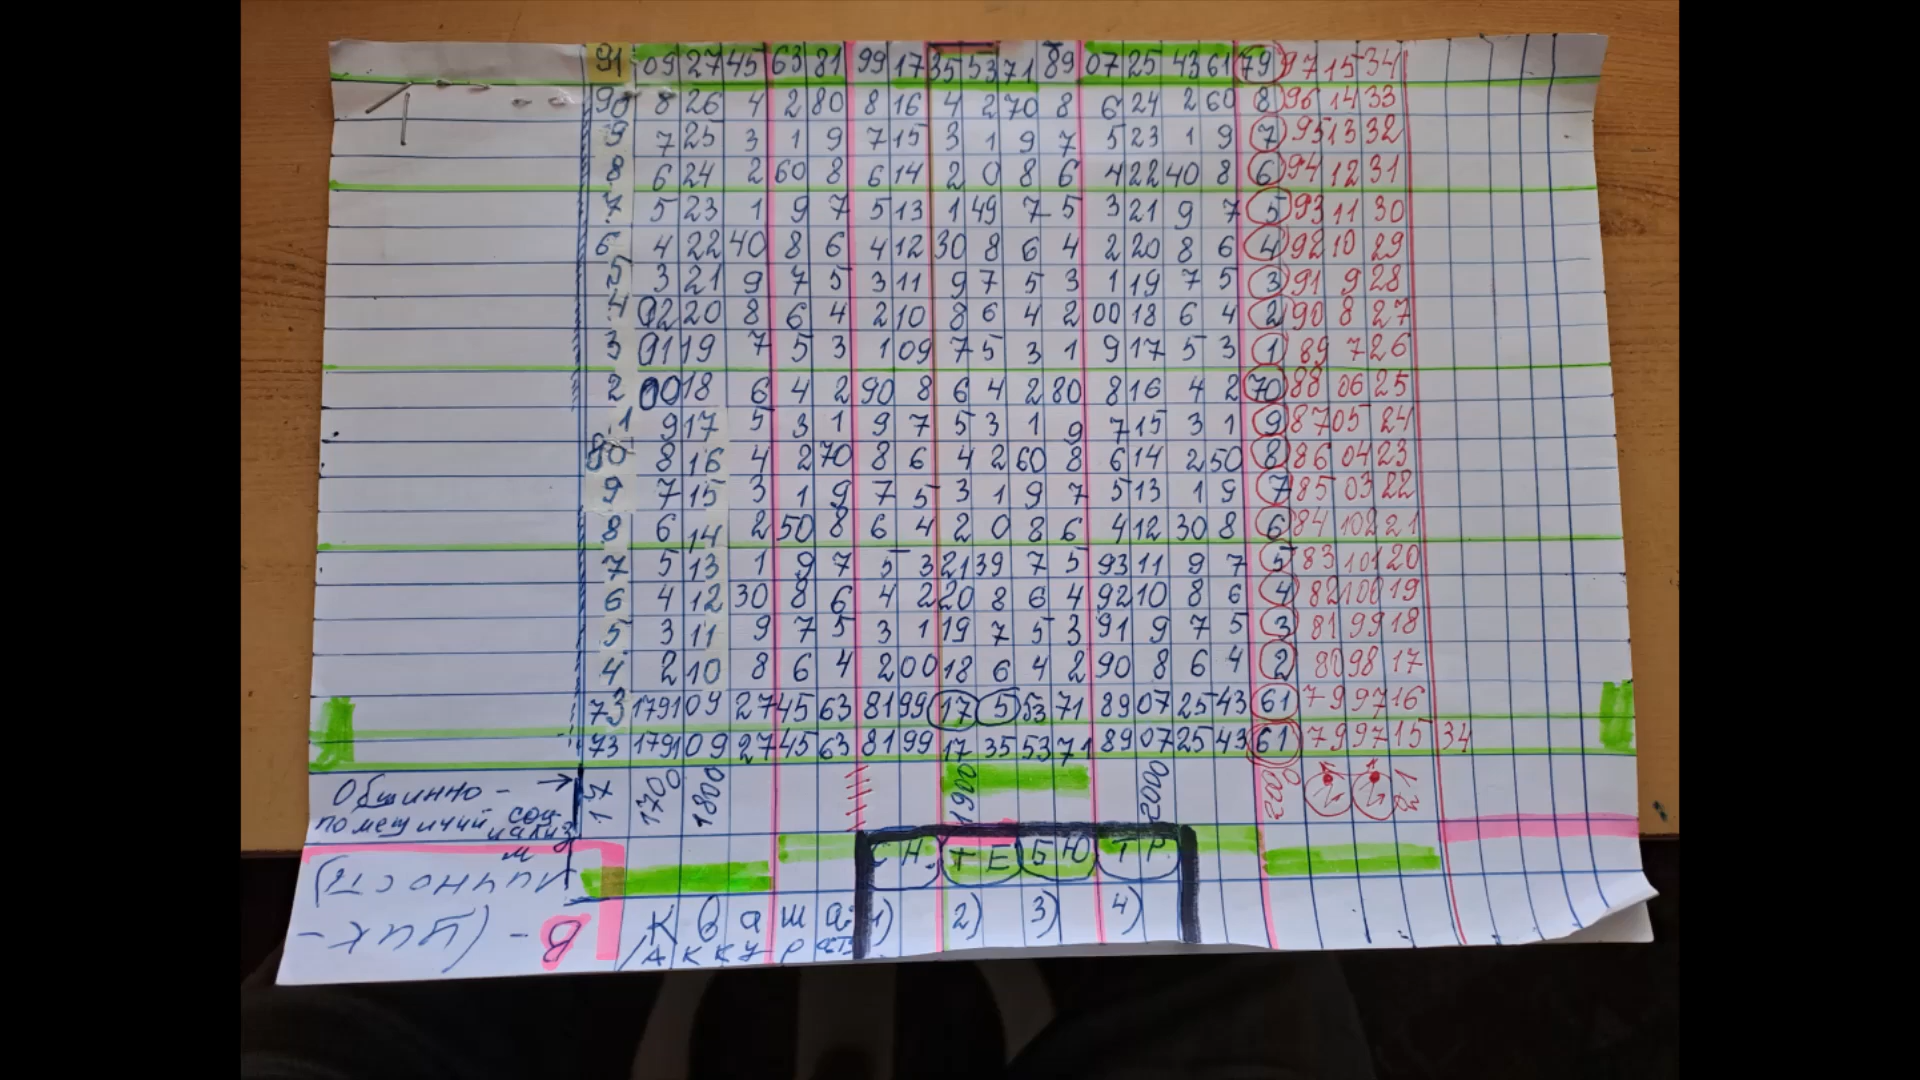 91 09 27 45 63 81 99 17 35 53 71 89 07 25 43 61 79 97 15 34
90 8 26 4 2 80 8 16 4 2 70 8 6 24 2 60 8 96 14 33
9 7 25 3 1 9 7 15 3 1 9 7 5 23 1 9 7 95 13 32
8 6 24 2 60 8 6 14 2 0 8 6 4 22 40 8 6 94 12 31
7 5 23 1 9 7 5 13 1 49 7 5 3 21 9 7 5 93 11 30
6 4 22 40 8 6 4 12 30 8 6 4 2 20 8 6 4 92 10 29
5 3 21 9 7 5 3 11 9 7 5 3 1 19 7 5 3 91 9 28
4 02 20 8 6 4 2 10 8 6 4 2 00 18 6 4 2 90 8 27
3 91 19 7 5 3 1 09 7 5 3 1 9 17 5 3 1 89 7 26
2 00 18 6 4 2 90 8 6 4 2 80 8 16 4 2 70 88 06 25
1 9 17 5 3 1 9 7 5 3 1 9 7 15 3 1 9 87 05 24
80 8 16 4 2 70 8 6 4 2 60 8 6 14 2 50 8 86 04 23
9 7 15 3 1 9 7 5 3 1 9 7 5 13 1 9 7 85 03 22
8 6 14 2 50 8 6 4 2 0 8 6 4 12 30 8 6 84 102 21
7 5 13 1 9 7 5 3 21 39 7 5 93 11 9 7 5 83 101 20
6 4 12 30 8 6 4 2 20 8 6 4 92 10 8 6 4 82 100 19
5 3 11 9 7 5 3 1 19 7 5 3 91 9 7 5 3 81 99 18
4 2 10 8 6 4 2 00 18 6 4 2 90 8 6 4 2 80 98 17
73 1791 09 27 45 63 81 99 17 5 53 71 89 07 25 43 61 79 97 16
73 1791 09 27 45 63 81 99 17 35 53 71 89 07 25 43 61 79 97 15 34
Общинно - → 1700 1800 1900 2000 2023
помещичий социализм
С Н. Т Е Б Ю Т Р
В - (цик - личност)
К В а ш а 1) 2) 3) 4)
/ А К К У Р